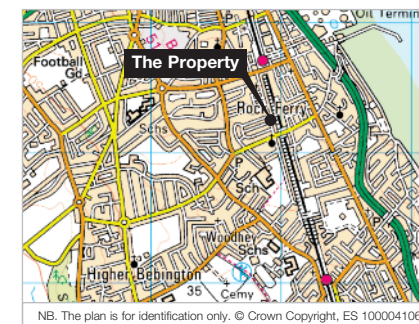 Oil Termin
P
B
51
Football
Gd
The Property
Rock Ferry
Schs
P
P
Sch
P
Woodhey
Schs
Higher Bebington
35
Cemy
S
NB. The plan is for identification only. © Crown Copyright, ES 100004106